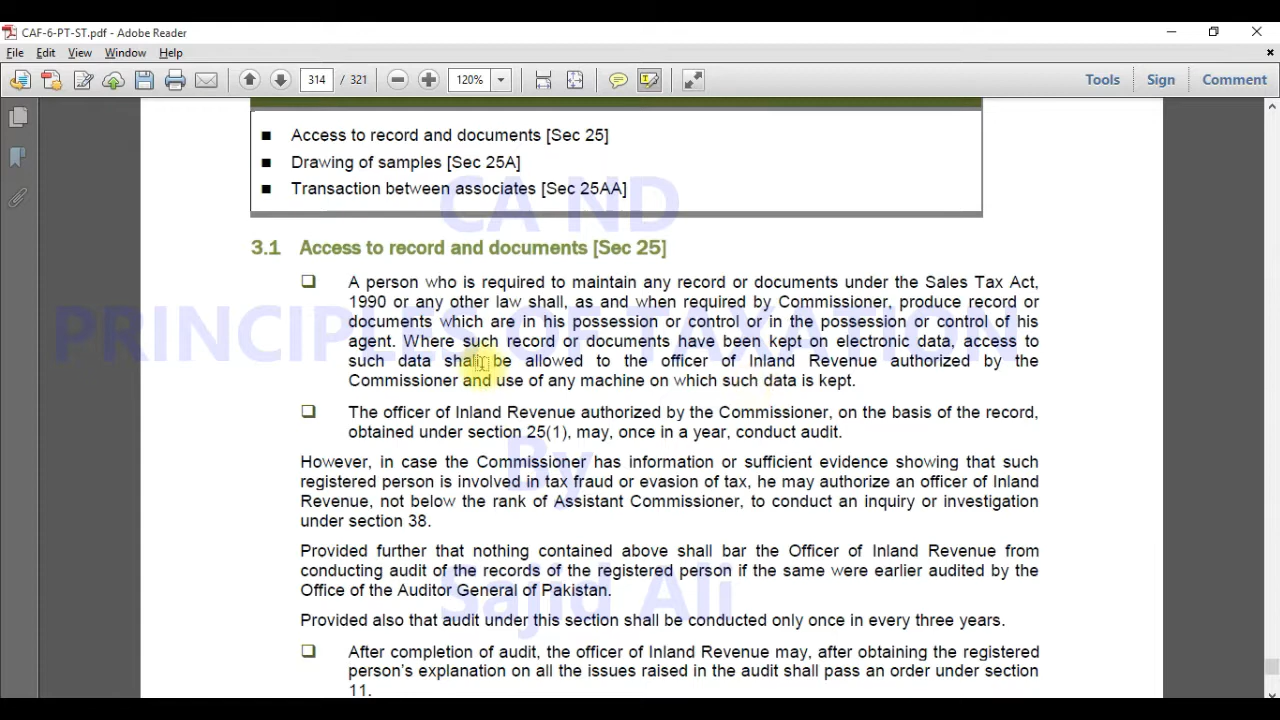 CAF-6-PT-ST.pdf - Adobe Reader
File Edit View Window Help
314 / 321 120% Tools Sign Comment
■ Access to record and documents [Sec 25]
■ Drawing of samples [Sec 25A]
■ Transaction between associates [Sec 25AA]
CA ND
3.1 Access to record and documents [Sec 25]
❑ A person who is required to maintain any record or documents under the Sales Tax Act,
1990 or any other law shall, as and when required by Commissioner, produce record or
documents which are in his possession or control or in the possession or control of his
agent. Where such record or documents have been kept on electronic data, access to
such data shall be allowed to the officer of Inland Revenue authorized by the
Commissioner and use of any machine on which such data is kept.
PRINCIPLES OF TAXATION
❑ The officer of Inland Revenue authorized by the Commissioner, on the basis of the record,
obtained under section 25(1), may, once in a year, conduct audit.
By
However, in case the Commissioner has information or sufficient evidence showing that such
registered person is involved in tax fraud or evasion of tax, he may authorize an officer of Inland
Revenue, not below the rank of Assistant Commissioner, to conduct an inquiry or investigation
under section 38.
Provided further that nothing contained above shall bar the Officer of Inland Revenue from
conducting audit of the records of the registered person if the same were earlier audited by the
Office of the Auditor General of Pakistan.
Sajid Ali
Provided also that audit under this section shall be conducted only once in every three years.
❑ After completion of audit, the officer of Inland Revenue may, after obtaining the registered
person's explanation on all the issues raised in the audit shall pass an order under section
11.